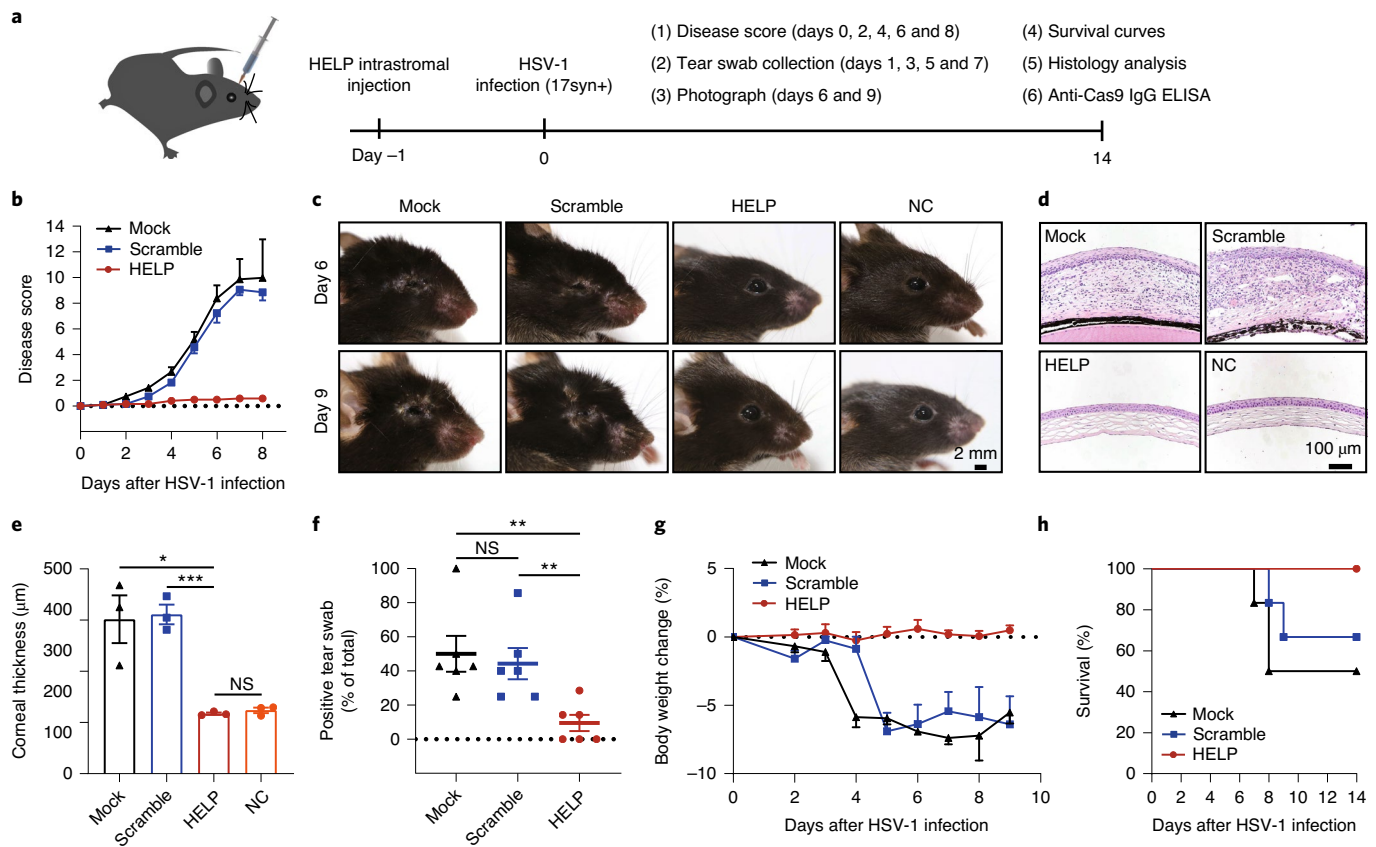 a
HELP intrastromal
injection
HSV-1
infection (17syn+)
(1) Disease score (days 0, 2, 4, 6 and 8)
(2) Tear swab collection (days 1, 3, 5 and 7)
(3) Photograph (days 6 and 9)
(4) Survival curves
(5) Histology analysis
(6) Anti-Cas9 IgG ELISA
Day –1
0
14
b
14
12
10
8
6
4
2
0
Disease score
Mock
Scramble
HELP
0 2 4 6 8
Days after HSV-1 infection
c
Mock Scramble HELP NC
Day 6
Day 9
2 mm
d
Mock
Scramble
HELP
NC
100 μm
e
500
400
300
200
100
0
Corneal thickness (μm)
*
***
NS
Mock
Scramble
HELP
NC
f
**
NS
**
100
80
60
40
20
0
Positive tear swab
(% of total)
Mock
Scramble
HELP
g
5
0
–5
–10
Body weight change (%)
Mock
Scramble
HELP
0 2 4 6 8 10
Days after HSV-1 infection
h
100
80
60
40
20
0
Survival (%)
Mock
Scramble
HELP
0 2 4 6 8 10 12 14
Days after HSV-1 infection